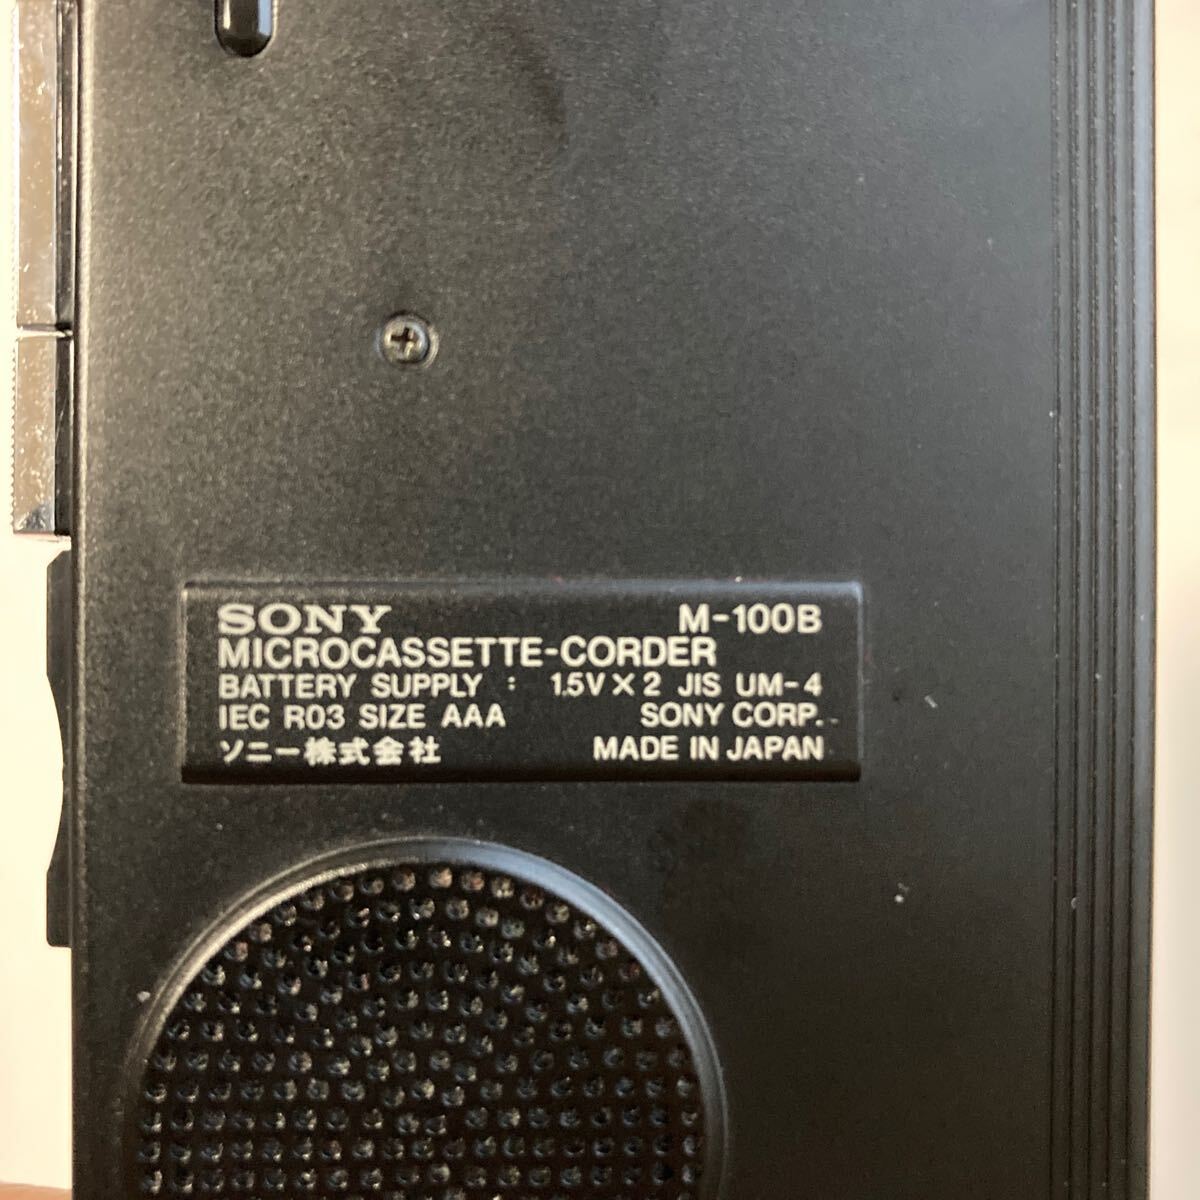 SONY M-100B
MICROCASSETTE-CORDER
BATTERY SUPPLY : 1.5V×2 JIS UM-4
IEC R03 SIZE AAA SONY CORP.
ソニー株式会社 MADE IN JAPAN